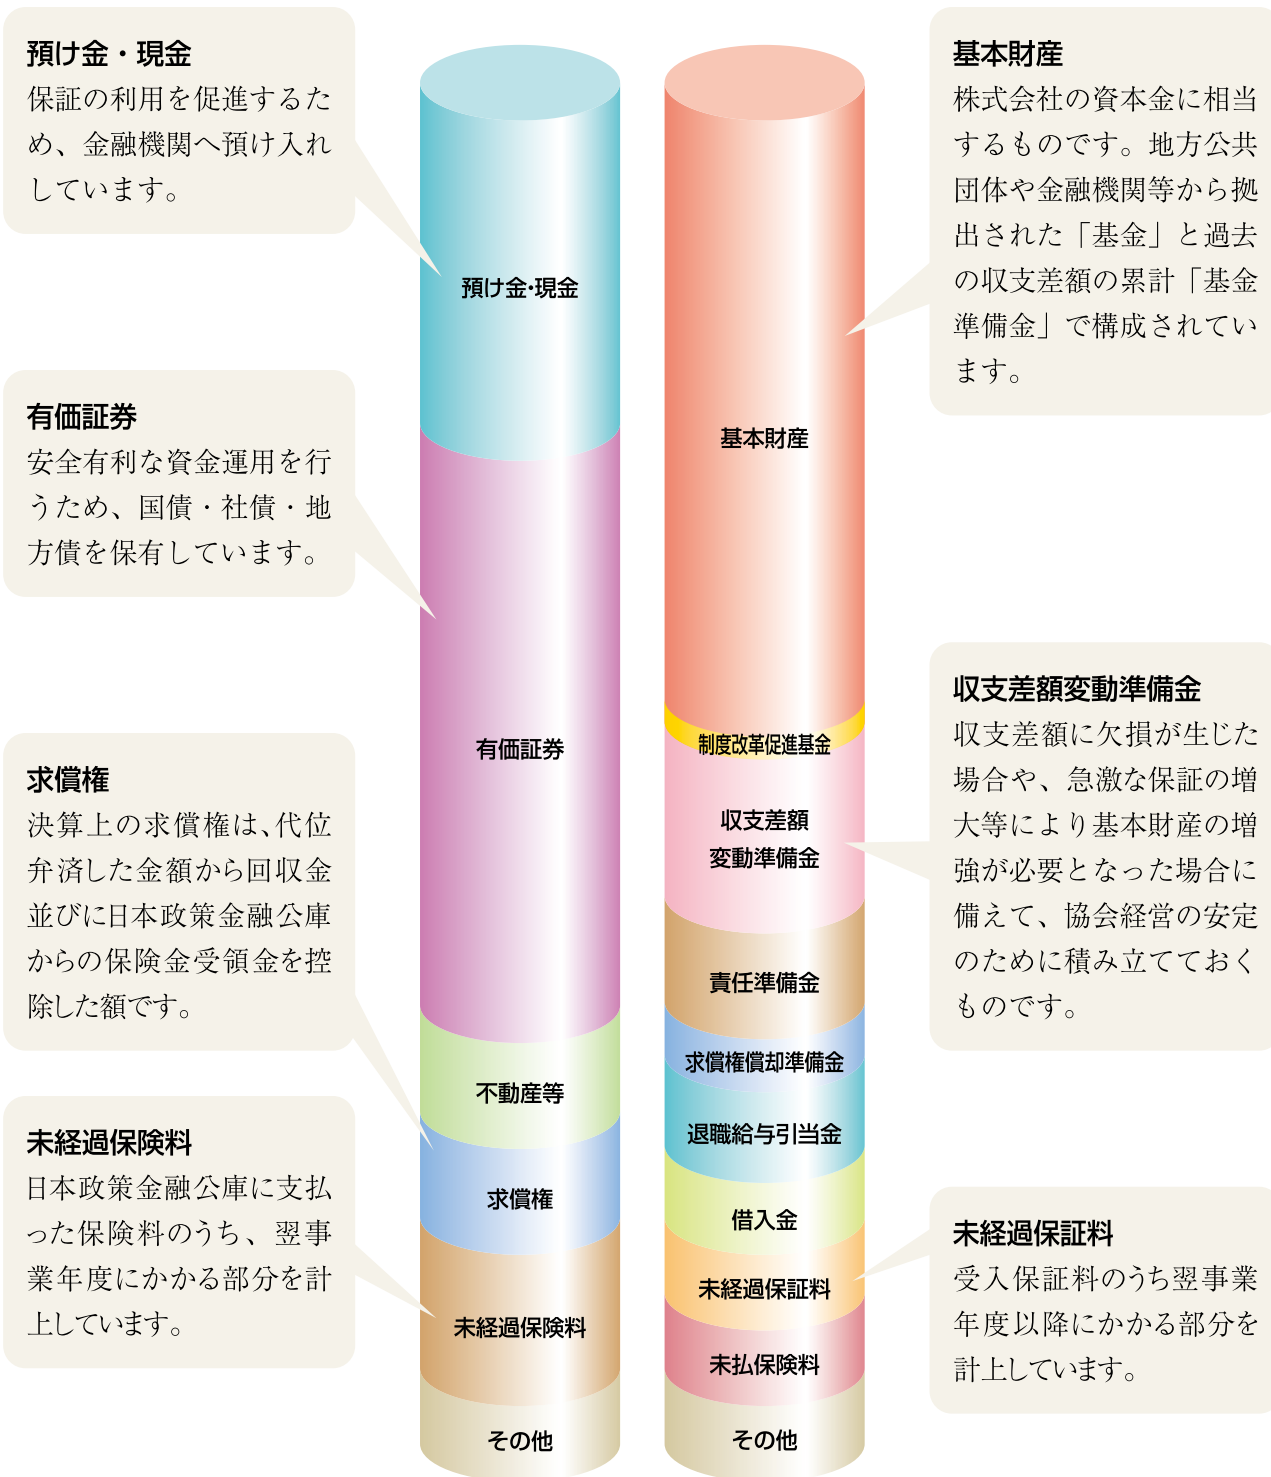 預け金・現金
保証の利用を促進するた
め、金融機関へ預け入れ
しています。
有価証券
安全有利な資金運用を行
うため、国債・社債・地
方債を保有しています。
求償権
決算上の求償権は、代位
弁済した金額から回収金
並びに日本政策金融公庫
からの保険金受領金を控
除した額です。
未経過保険料
日本政策金融公庫に支払
った保険料のうち、翌事
業年度にかかる部分を計
上しています。
預け金・現金
有価証券
不動産等
求償権
未経過保険料
その他
基本財産
制度改革促進基金
収支差額
変動準備金
責任準備金
求償権償却準備金
退職給与引当金
借入金
未経過保証料
未払保険料
その他
基本財産
株式会社の資本金に相当
するものです。地方公共
団体や金融機関等から拠
出された「基金」と過去
の収支差額の累計「基金
準備金」で構成されてい
ます。
収支差額変動準備金
収支差額に欠損が生じた
場合や、急激な保証の増
大等により基本財産の増
強が必要となった場合に
備えて、協会経営の安定
のために積み立てておく
ものです。
未経過保証料
受入保証料のうち翌事業
年度以降にかかる部分を
計上しています。